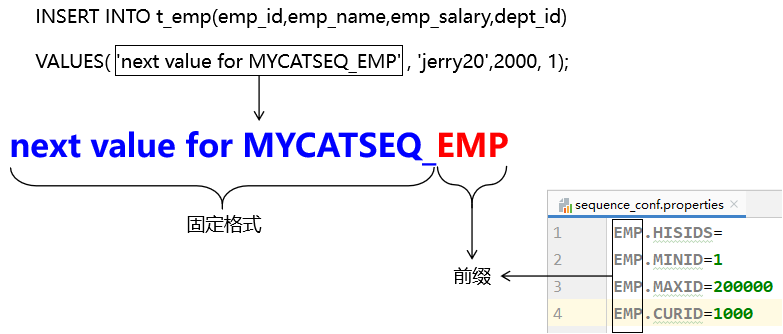 INSERT INTO t_emp(emp_id,emp_name,emp_salary,dept_id)
VALUES( 'next value for MYCATSEQ_EMP' , 'jerry20',2000, 1);
next value for MYCATSEQ_EMP
固定格式
前缀
sequence_conf.properties ×
1 EMP.HISIDS=
2 EMP.MINID=1
3 EMP.MAXID=200000
4 EMP.CURID=1000